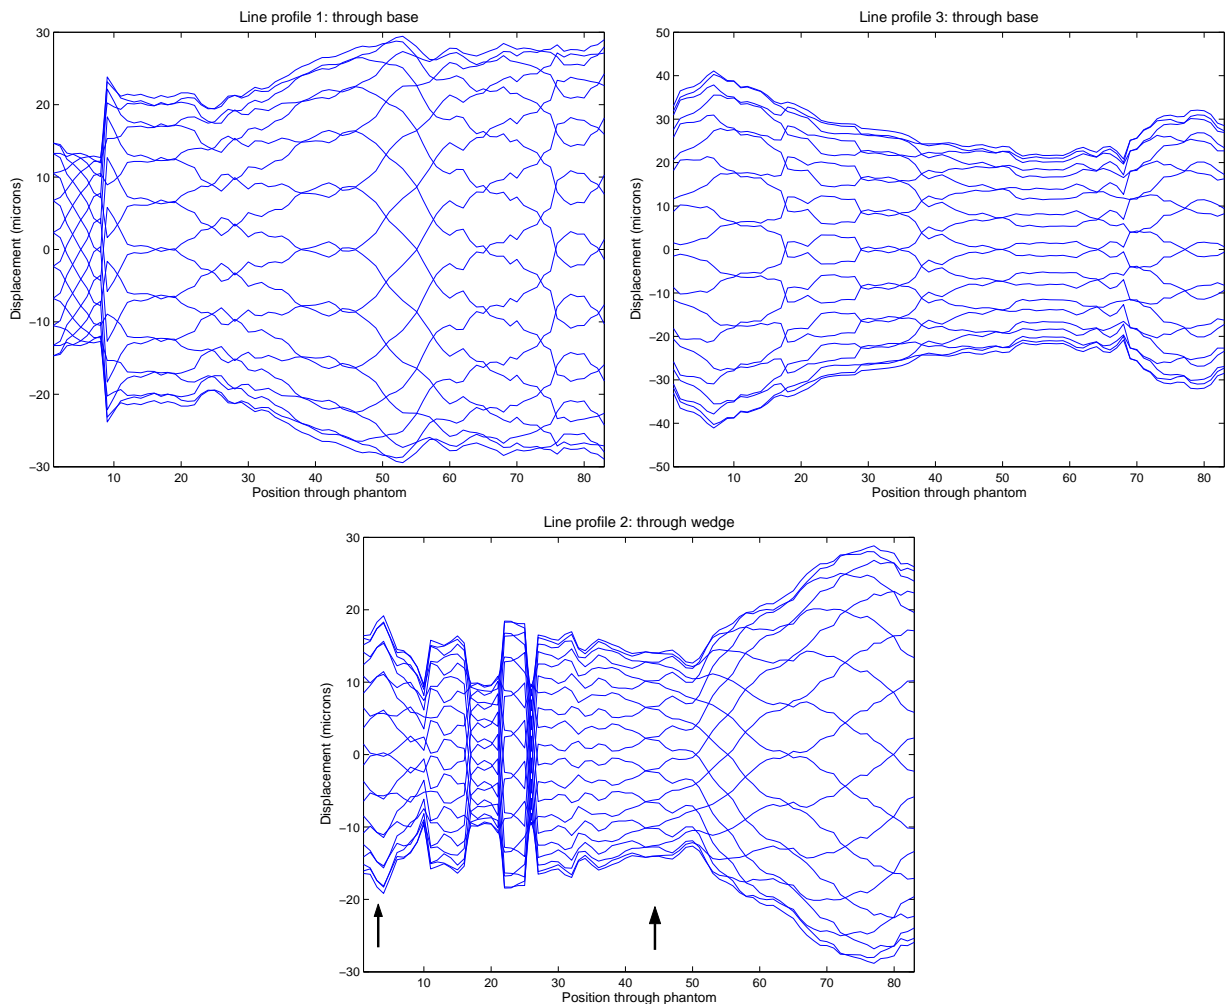 Line profile 1: through base
30
20
10
0
−10
−20
−30
10 20 30 40 50 60 70 80
Position through phantom
Displacement (microns)
Line profile 3: through base
50
40
30
20
10
0
−10
−20
−30
−40
−50
10 20 30 40 50 60 70 80
Position through phantom
Displacement (microns)
Line profile 2: through wedge
30
20
10
0
−10
−20
−30
10 20 30 40 50 60 70 80
Position through phantom
Displacement (microns)